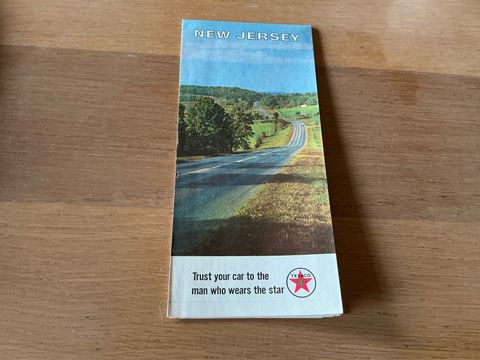 NEW JERSEY
Trust your car to the
man who wears the star
TEXACO
T